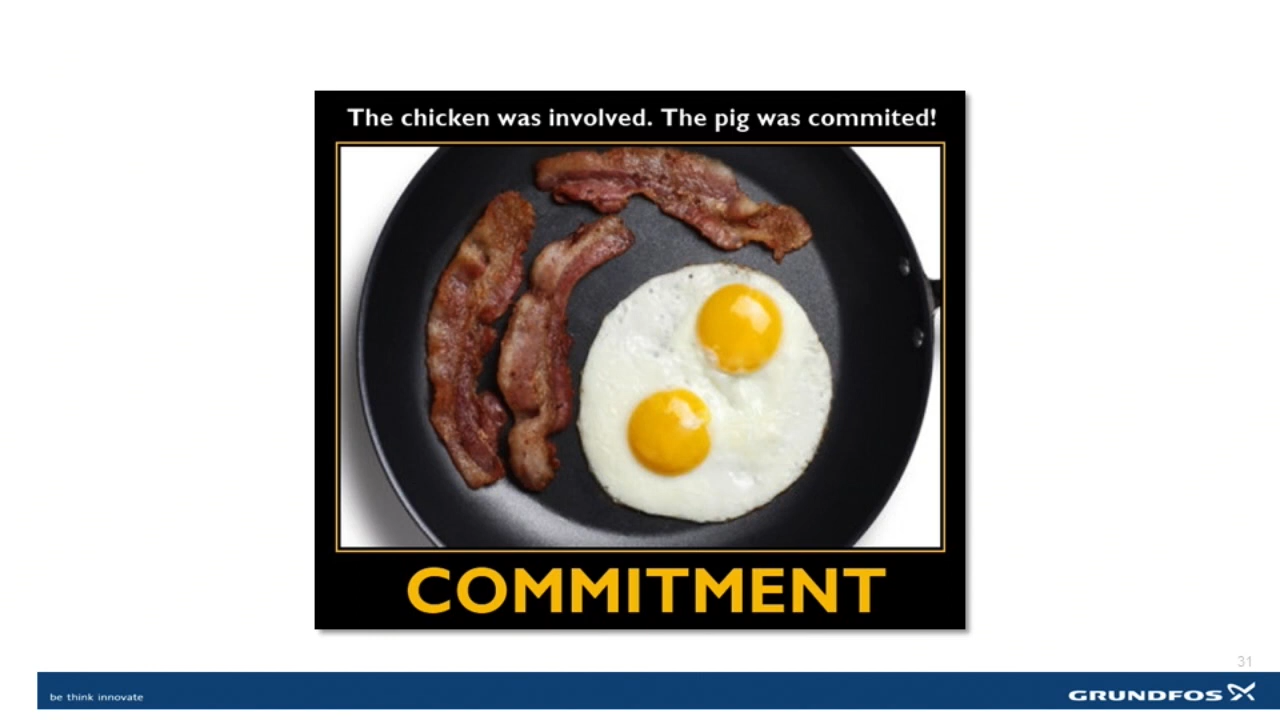 The chicken was involved. The pig was commited!
COMMITMENT
31
be think innovate
GRUNDFOS